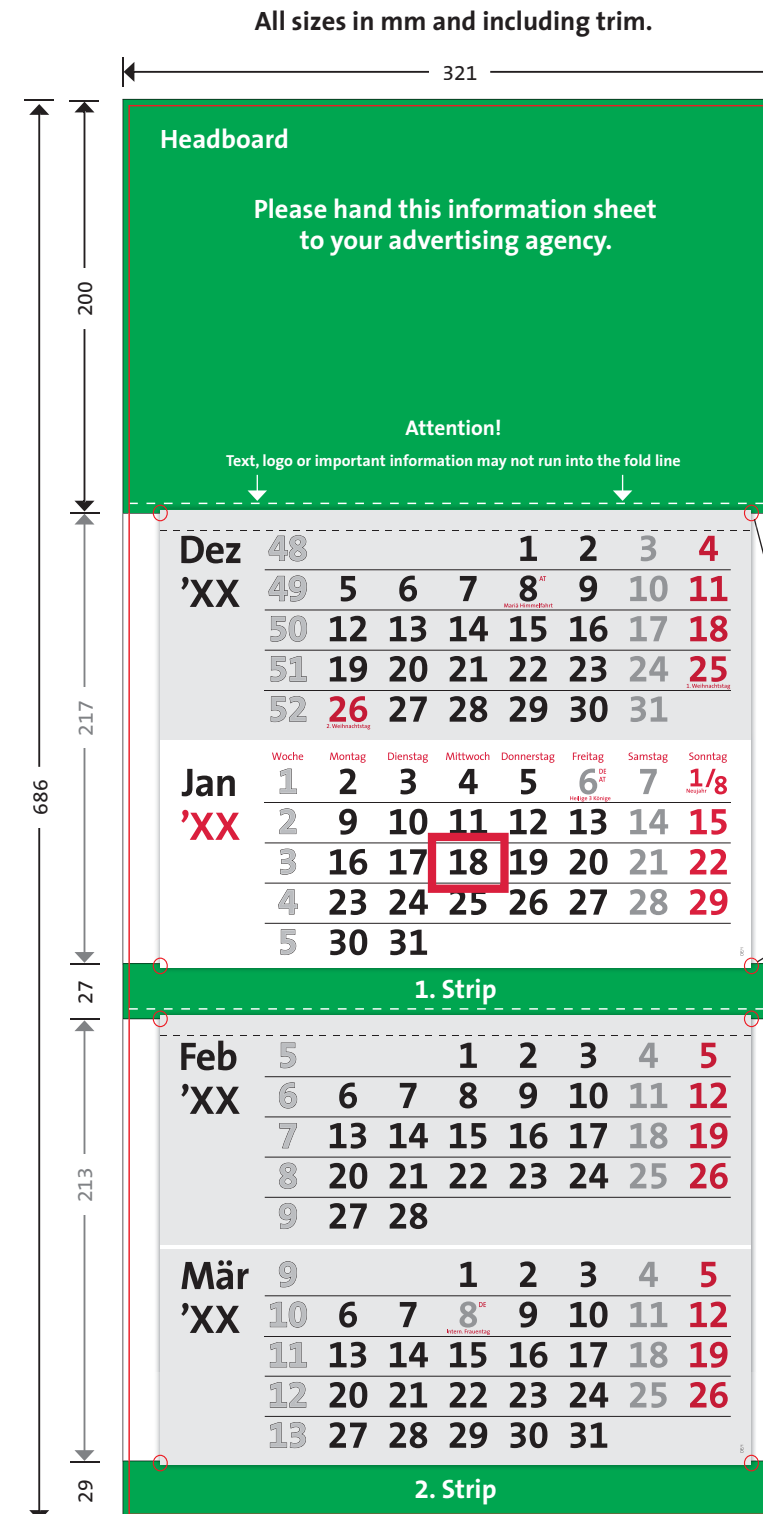 All sizes in mm and including trim.
321
Headboard
Please hand this information sheet
to your advertising agency.
200
Attention!
Text, logo or important information may not run into the fold line
Dez 48 1 2 3 4
’XX 49 5 6 7 8 AT 9 10 11
Mariä Himmelfahrt
50 12 13 14 15 16 17 18
51 19 20 21 22 23 24 25
1. Weihnachtstag
52 26 27 28 29 30 31
2. Weihnachtstag
217
686
Woche Montag Dienstag Mittwoch Donnerstag Freitag Samstag Sonntag
Jan 1 2 3 4 5 6 DE AT 7 1/8
Heilige 3 Könige Neujahr
’XX 2 9 10 11 12 13 14 15
3 16 17 18 19 20 21 22
4 23 24 25 26 27 28 29
5 30 31
27
1. Strip
Feb 5 1 2 3 4 5
’XX 6 6 7 8 9 10 11 12
7 13 14 15 16 17 18 19
8 20 21 22 23 24 25 26
9 27 28
213
Mär 9 1 2 3 4 5
’XX 10 6 7 8 DE 9 10 11 12
Intern. Frauentag
11 13 14 15 16 17 18 19
12 20 21 22 23 24 25 26
13 27 28 29 30 31
29
2. Strip